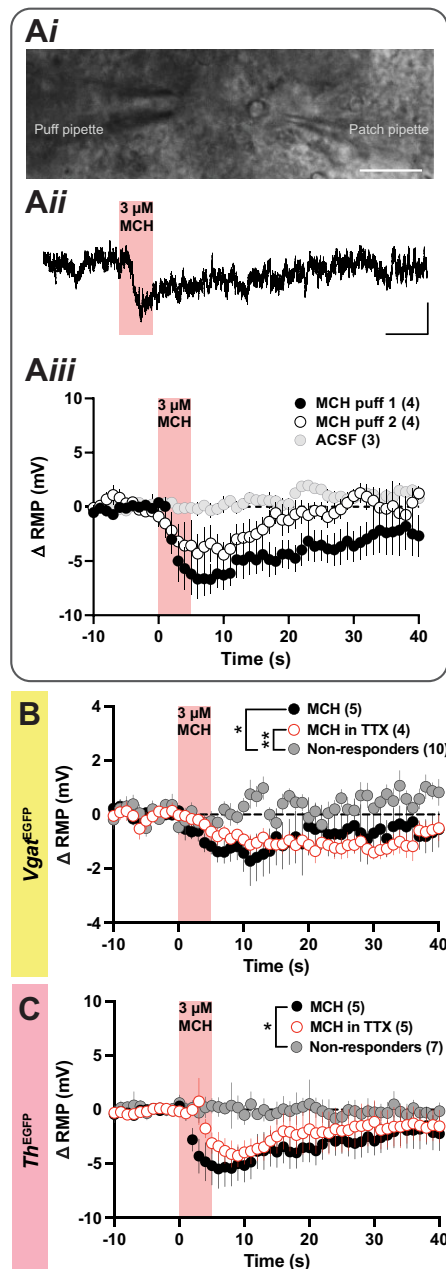 Ai
Puff pipette
Patch pipette
Aii
3 µM
MCH
Aiii
3 µM
MCH
MCH puff 1 (4)
MCH puff 2 (4)
ACSF (3)
Δ RMP (mV)
10
5
0
-5
-10
-10 0 10 20 30 40
Time (s)
B
VgatEGFP
3 µM
MCH
* MCH (5)
** MCH in TTX (4)
Non-responders (10)
Δ RMP (mV)
4
2
0
-2
-4
-10 0 10 20 30 40
Time (s)
C
ThEGFP
3 µM
MCH
MCH (5)
* MCH in TTX (5)
Non-responders (7)
Δ RMP (mV)
10
5
0
-5
-10
-10 0 10 20 30 40
Time (s)